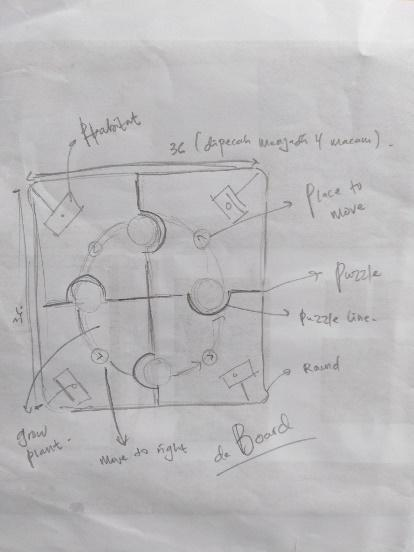 Habitat
36 (dipecah menjadi 4 macam).
Place to
move
36
Puzzle
puzzle line.
Round
grow
plant.
Move to right
de Board